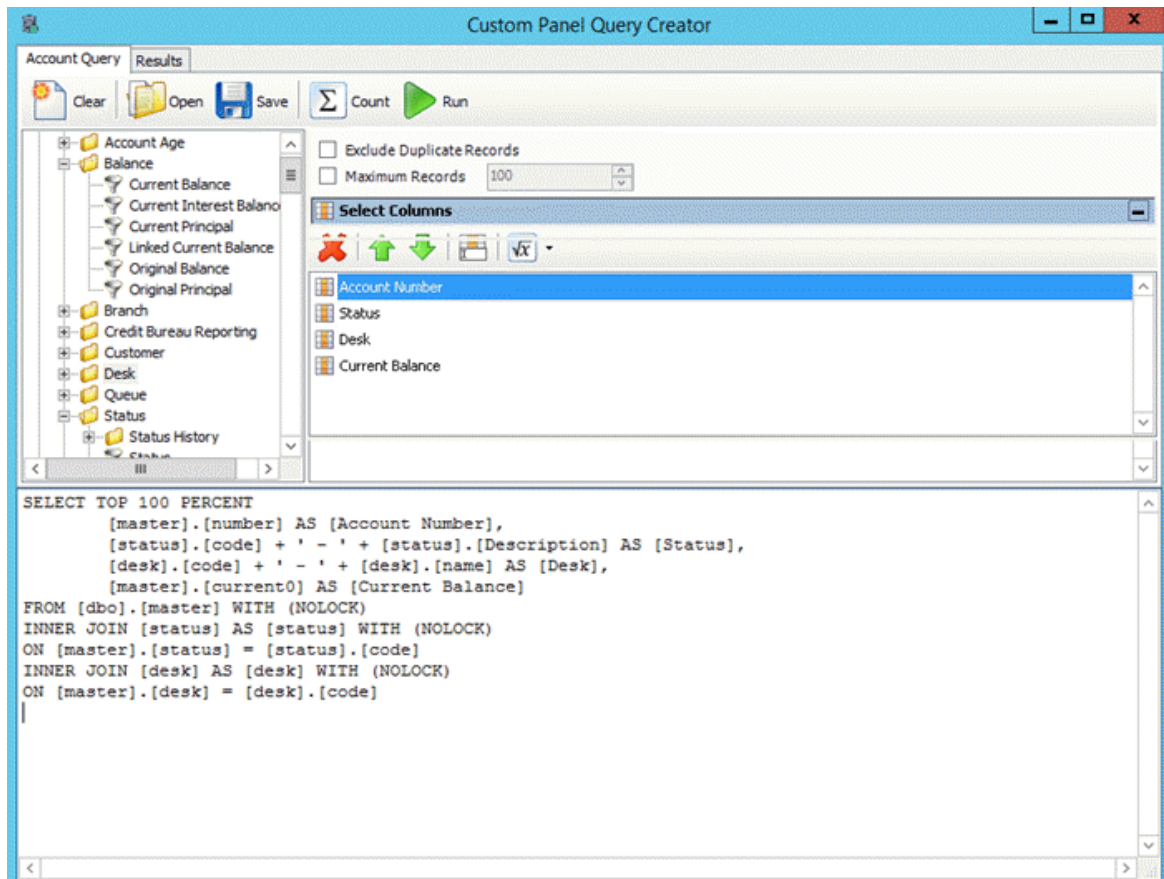 Custom Panel Query Creator
Account Query
Results
Clear
Open
Save
Σ Count
Run
Account Age
Balance
Current Balance
Current Interest Balanc
Current Principal
Linked Current Balance
Original Balance
Original Principal
Branch
Credit Bureau Reporting
Customer
Desk
Queue
Status
Status History
Status
Exclude Duplicate Records
Maximum Records 100
Select Columns
√x
Account Number
Status
Desk
Current Balance
SELECT TOP 100 PERCENT
[master].[number] AS [Account Number],
[status].[code] + ' - ' + [status].[Description] AS [Status],
[desk].[code] + ' - ' + [desk].[name] AS [Desk],
[master].[current0] AS [Current Balance]
FROM [dbo].[master] WITH (NOLOCK)
INNER JOIN [status] AS [status] WITH (NOLOCK)
ON [master].[status] = [status].[code]
INNER JOIN [desk] AS [desk] WITH (NOLOCK)
ON [master].[desk] = [desk].[code]